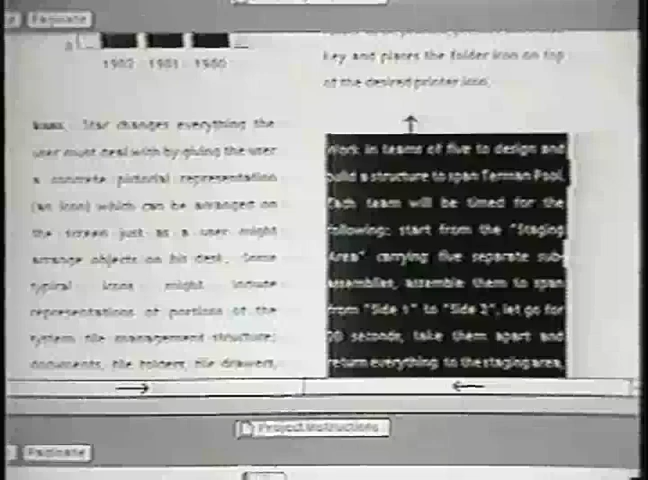 Paginate
0
1982 1981 1980
key and places the folder icon on top
of the desired printer icon.
Icons. Star changes everything the
user must deal with by giving the user
a concrete pictorial representation
(an icon) which can be arranged on
the screen just as a user might
arrange objects on his desk. Some
typical icons might include
representations of portions of the
system file management structure:
documents, file folders, file drawers,
Work in teams of five to design and
build a structure to span Terman Pool.
Each team will be timed for the
following: start from the "Staging
Area" carrying five separate sub
assemblies, assemble them to span
from "Side 1" to "Side 2", let go for
seconds, take them apart and
return everything to the staging area,
Project Instructions
Paginate